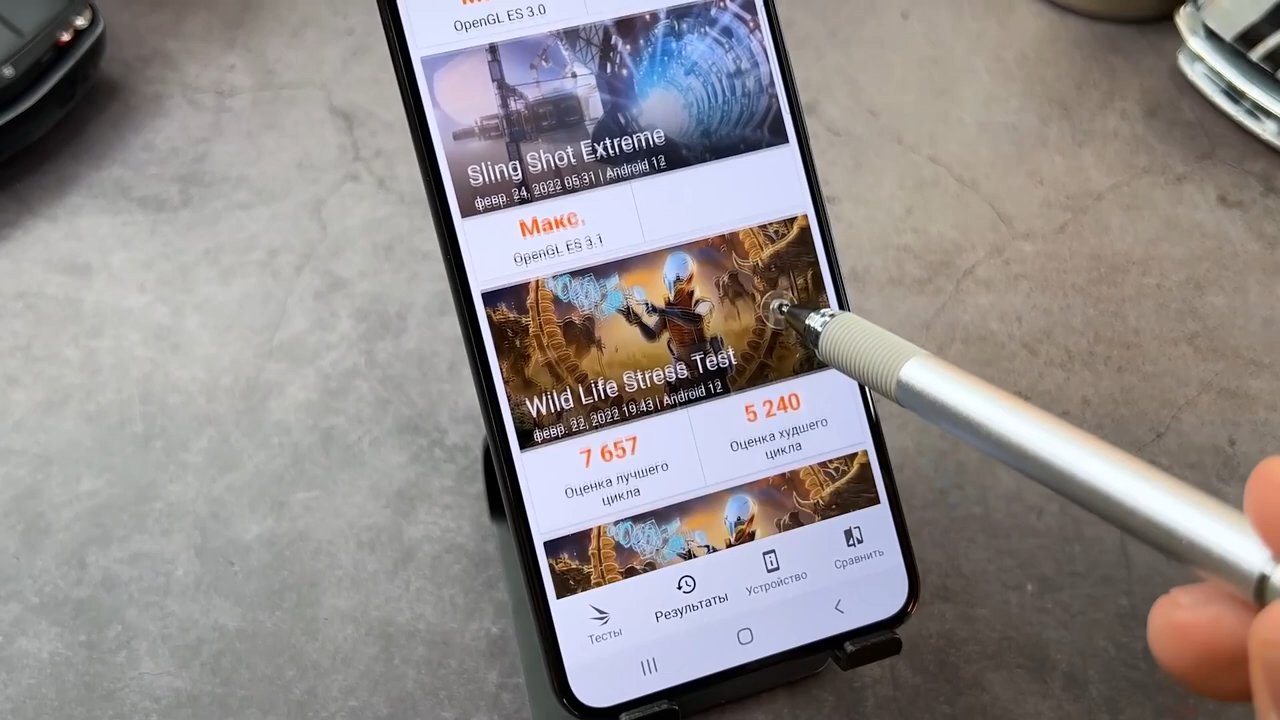 OpenGL ES 3.0
Sling Shot Extreme
февр. 24, 2022 05:31 | Android 12
Макс.
OpenGL ES 3.1
Wild Life Stress Test
февр. 22, 2022 19:43 | Android 12
7 657
Оценка лучшего
цикла
5 240
Оценка худшего
цикла
Тесты
Результаты
Устройство
Сравнить